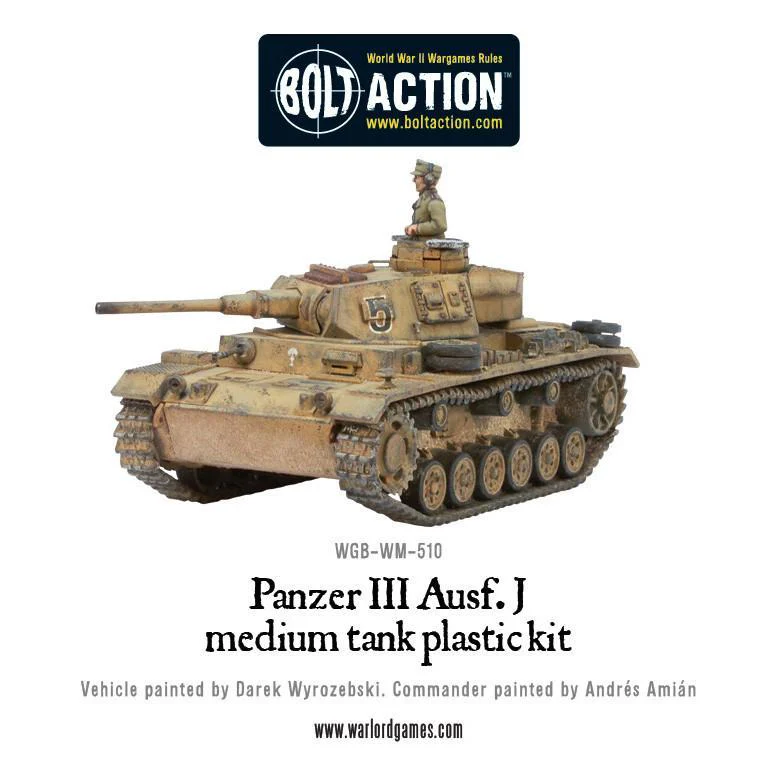 World War II Wargames Rules
BOLT ACTION™
www.boltaction.com
5
WGB-WM-510
Panzer III Ausf. J
medium tank plastic kit
Vehicle painted by Darek Wyrozebski. Commander painted by Andrés Amián
www.warlordgames.com